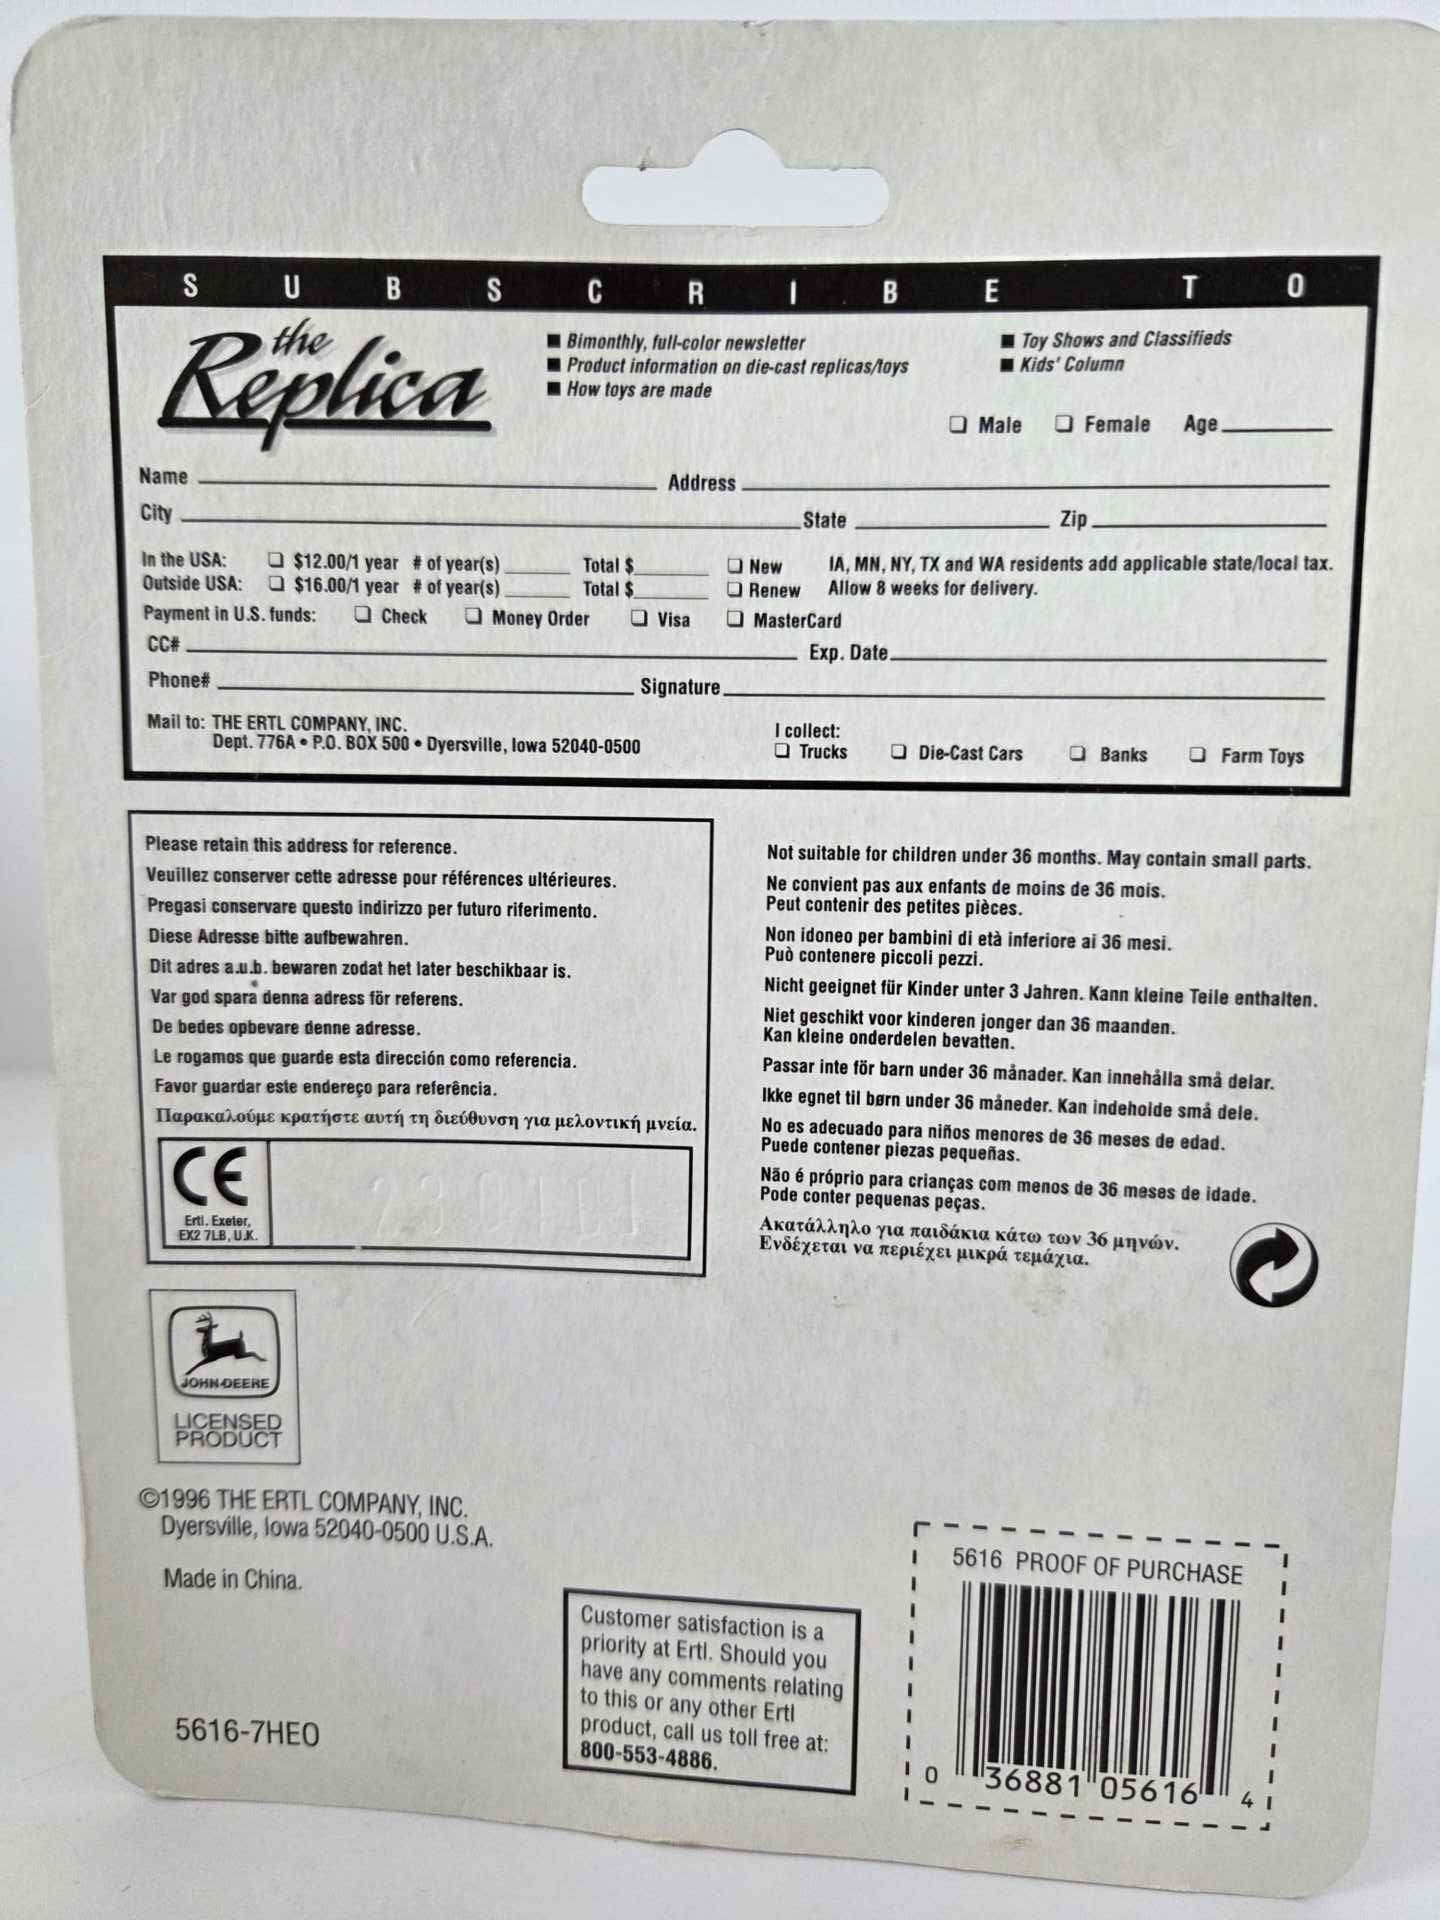 SUBSCRIBE TO
the
Replica
■ Bimonthly, full-color newsletter
■ Product information on die-cast replicas/toys
■ How toys are made
■ Toy Shows and Classifieds
■ Kids' Column
❏ Male ❏ Female Age
Name Address
City State Zip
In the USA: ❏ $12.00/1 year # of year(s) Total $ ❏ New IA, MN, NY, TX and WA residents add applicable state/local tax.
Outside USA: ❏ $16.00/1 year # of year(s) Total $ ❏ Renew Allow 8 weeks for delivery.
Payment in U.S. funds: ❏ Check ❏ Money Order ❏ Visa ❏ MasterCard
CC# Exp. Date
Phone# Signature
Mail to: THE ERTL COMPANY, INC.
Dept. 776A • P.O. BOX 500 • Dyersville, Iowa 52040-0500
I collect:
❏ Trucks ❏ Die-Cast Cars ❏ Banks ❏ Farm Toys
Please retain this address for reference.
Veuillez conserver cette adresse pour références ultérieures.
Pregasi conservare questo indirizzo per futuro riferimento.
Diese Adresse bitte aufbewahren.
Dit adres a.u.b. bewaren zodat het later beschikbaar is.
Var god spara denna adress för referens.
De bedes opbevare denne adresse.
Le rogamos que guarde esta dirección como referencia.
Favor guardar este endereço para referência.
Παρακαλούμε κρατήστε αυτή τη διεύθυνση για μελοντική μνεία.
CE
Ertl. Exeter,
EX2 7LB, U.K.
Not suitable for children under 36 months. May contain small parts.
Ne convient pas aux enfants de moins de 36 mois.
Peut contenir des petites pièces.
Non idoneo per bambini di età inferiore ai 36 mesi.
Può contenere piccoli pezzi.
Nicht geeignet für Kinder unter 3 Jahren. Kann kleine Teile enthalten.
Niet geschikt voor kinderen jonger dan 36 maanden.
Kan kleine onderdelen bevatten.
Passar inte för barn under 36 månader. Kan innehålla små delar.
Ikke egnet til børn under 36 måneder. Kan indeholde små dele.
No es adecuado para niños menores de 36 meses de edad.
Puede contener piezas pequeñas.
Não é próprio para crianças com menos de 36 meses de idade.
Pode conter pequenas peças.
Ακατάλληλο για παιδάκια κάτω των 36 μηνών.
Ενδέχεται να περιέχει μικρά τεμάχια.
JOHN DEERE
LICENSED
PRODUCT
©1996 THE ERTL COMPANY, INC.
Dyersville, Iowa 52040-0500 U.S.A.
Made in China.
5616-7HEO
Customer satisfaction is a
priority at Ertl. Should you
have any comments relating
to this or any other Ertl
product, call us toll free at:
800-553-4886.
5616 PROOF OF PURCHASE
0 36881 05616 4